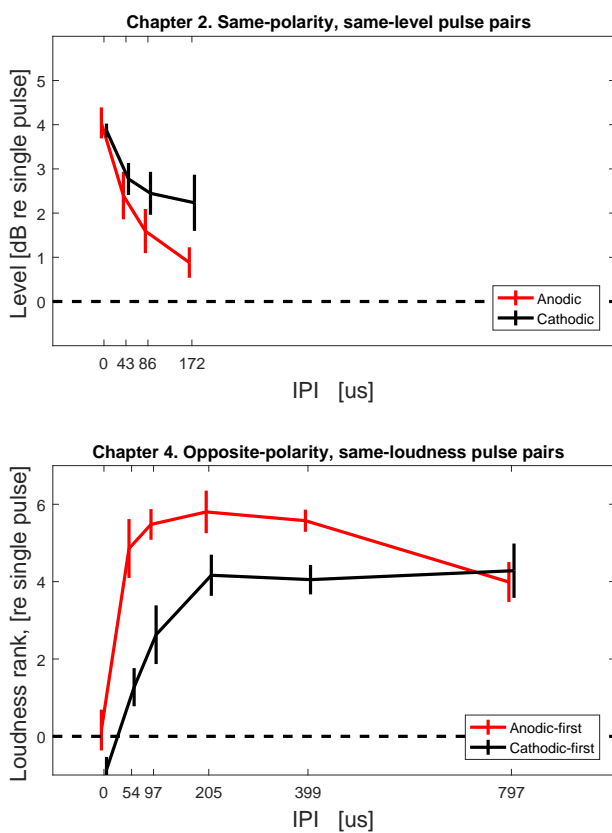 Chapter 2. Same-polarity, same-level pulse pairs
Level [dB re single pulse]
5
4
3
2
1
0
Anodic
Cathodic
0 43 86 172
IPI [us]
Chapter 4. Opposite-polarity, same-loudness pulse pairs
Loudness rank, [re single pulse]
6
4
2
0
Anodic-first
Cathodic-first
0 54 97 205 399 797
IPI [us]